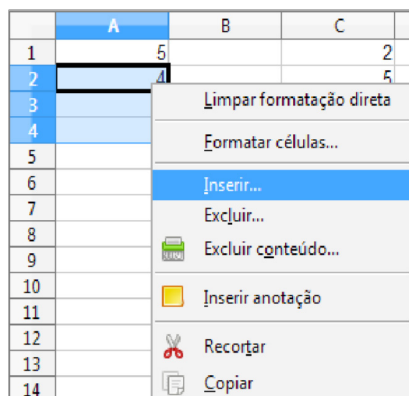 A B C
1 5 2
2 4 5
3
4
5
6
7
8
9
10
11
12
13
14
Limpar formatação direta
Formatar células...
Inserir...
Excluir...
Excluir conteúdo...
Inserir anotação
Recortar
Copiar